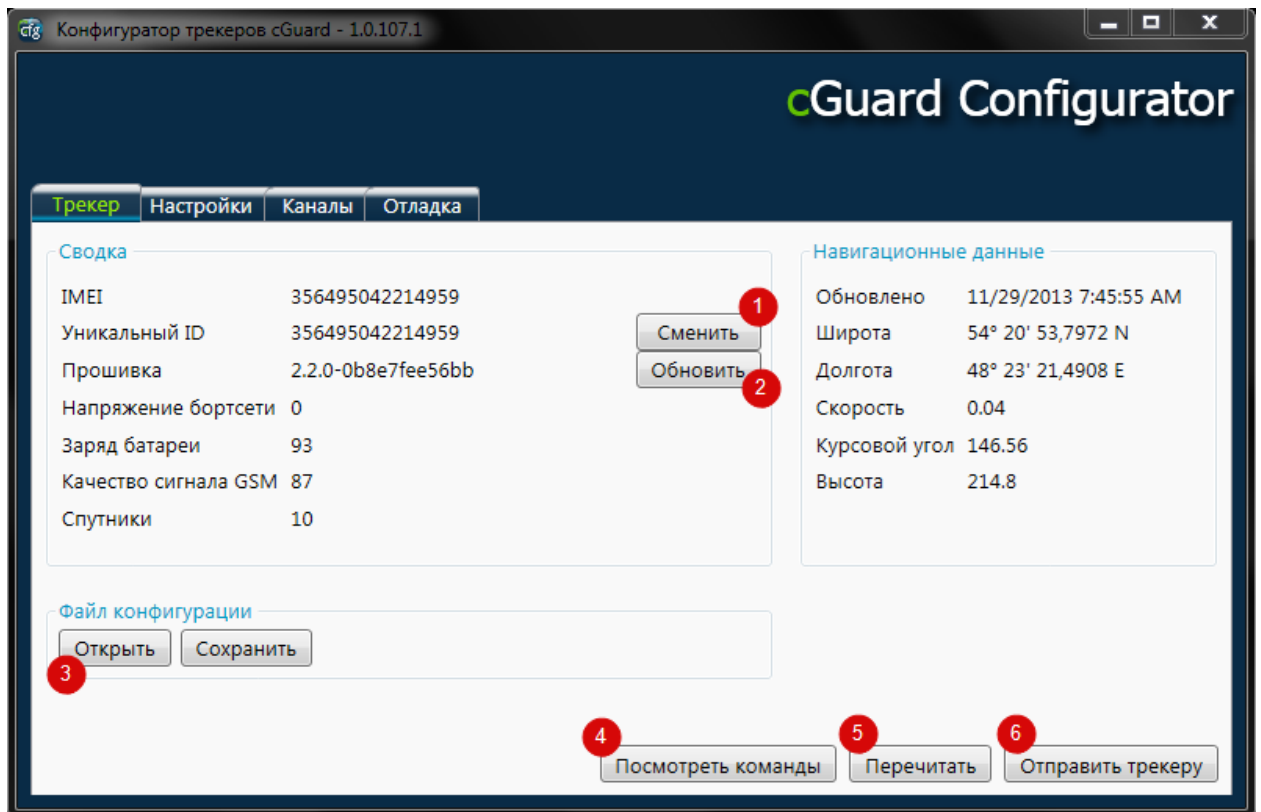 cfg Конфигуратор трекеров cGuard - 1.0.107.1
cGuard Configurator
Трекер Настройки Каналы Отладка
Сводка
IMEI 356495042214959
1
Уникальный ID 356495042214959 Сменить
Прошивка 2.2.0-0b8e7fee56bb Обновить
2
Напряжение бортсети 0
Заряд батареи 93
Качество сигнала GSM 87
Спутники 10
Навигационные данные
Обновлено 11/29/2013 7:45:55 AM
Широта 54° 20' 53,7972 N
Долгота 48° 23' 21,4908 E
Скорость 0.04
Курсовой угол 146.56
Высота 214.8
Файл конфигурации
Открыть Сохранить
3
4 5 6
Посмотреть команды Перечитать Отправить трекеру